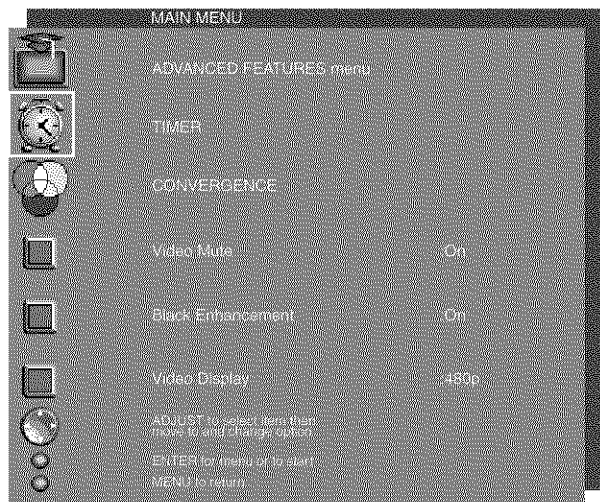 MAIN MENU
ADVANCED FEATURES menu
TIMER
CONVERGENCE
Video Mute :On
Black Enhancement :On
Video Display :480p
ADJUST to select item then
move to and change option
ENTER for menu or to start
MENU to return